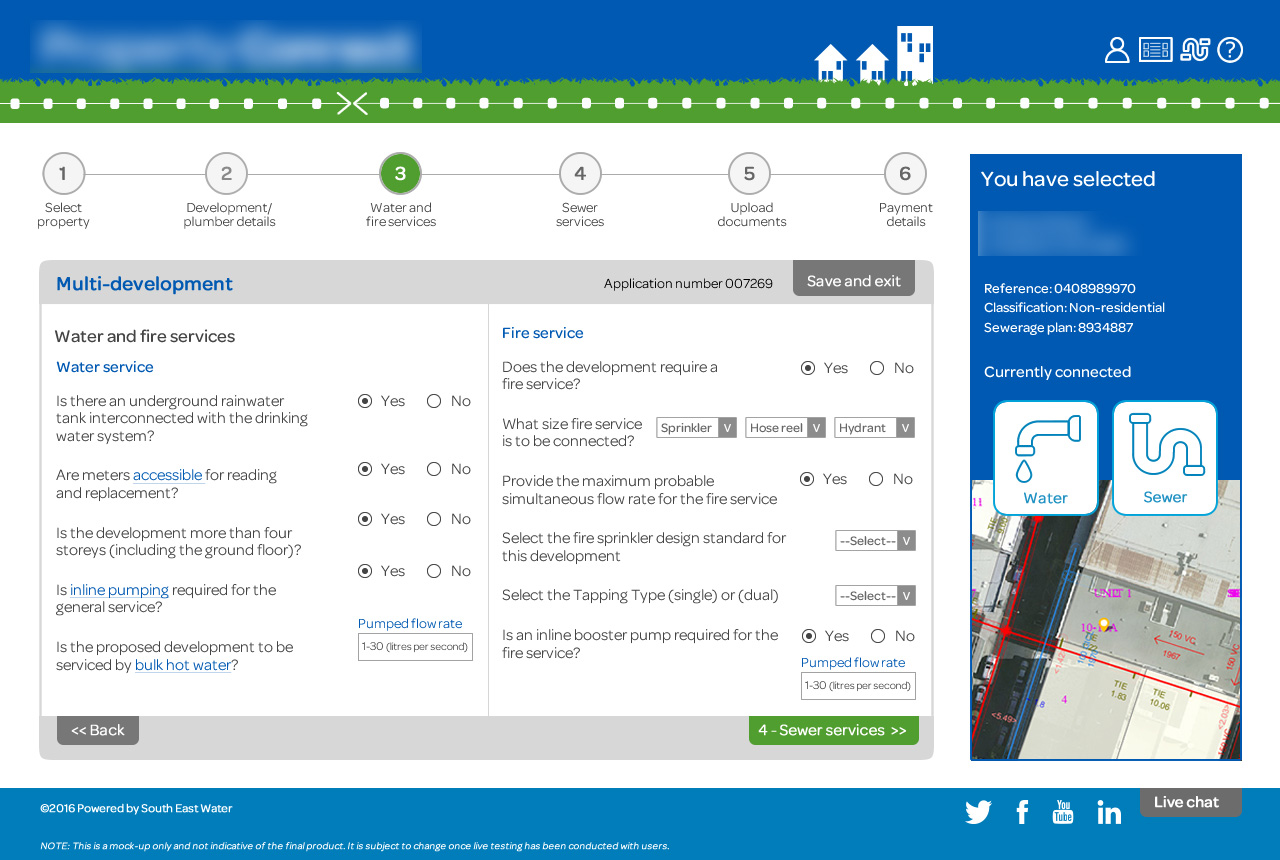 1
2
3
4
5
6
Select
property
Development/
plumber details
Water and
fire services
Sewer
services
Upload
documents
Payment
details
Multi-development
Application number 007269
Save and exit
Water and fire services
Water service
Is there an underground rainwater
tank interconnected with the drinking
water system?
Yes No
Are meters accessible for reading
and replacement?
Yes No
Is the development more than four
storeys (including the ground floor)?
Yes No
Is inline pumping required for the
general service?
Yes No
Pumped flow rate
1-30 (litres per second)
Is the proposed development to be
serviced by bulk hot water?
Fire service
Does the development require a
fire service?
Yes No
What size fire service
is to be connected?
Sprinkler V Hose reel V Hydrant V
Provide the maximum probable
simultaneous flow rate for the fire service
Yes No
Select the fire sprinkler design standard for
this development
--Select-- V
Select the Tapping Type (single) or (dual)
--Select-- V
Is an inline booster pump required for the
fire service?
Yes No
Pumped flow rate
1-30 (litres per second)
<< Back
4 - Sewer services >>
You have selected
Reference: 0408989970
Classification: Non-residential
Sewerage plan: 8934887
Currently connected
Water
Sewer
11
UNIT 1
150 VC
1967
TIE
1.83
TIE
10.06
4
<5.49>
<2.03>
150 VC
©2016 Powered by South East Water
You
Tube
in
Live chat
NOTE: This is a mock-up only and not indicative of the final product. It is subject to change once live testing has been conducted with users.